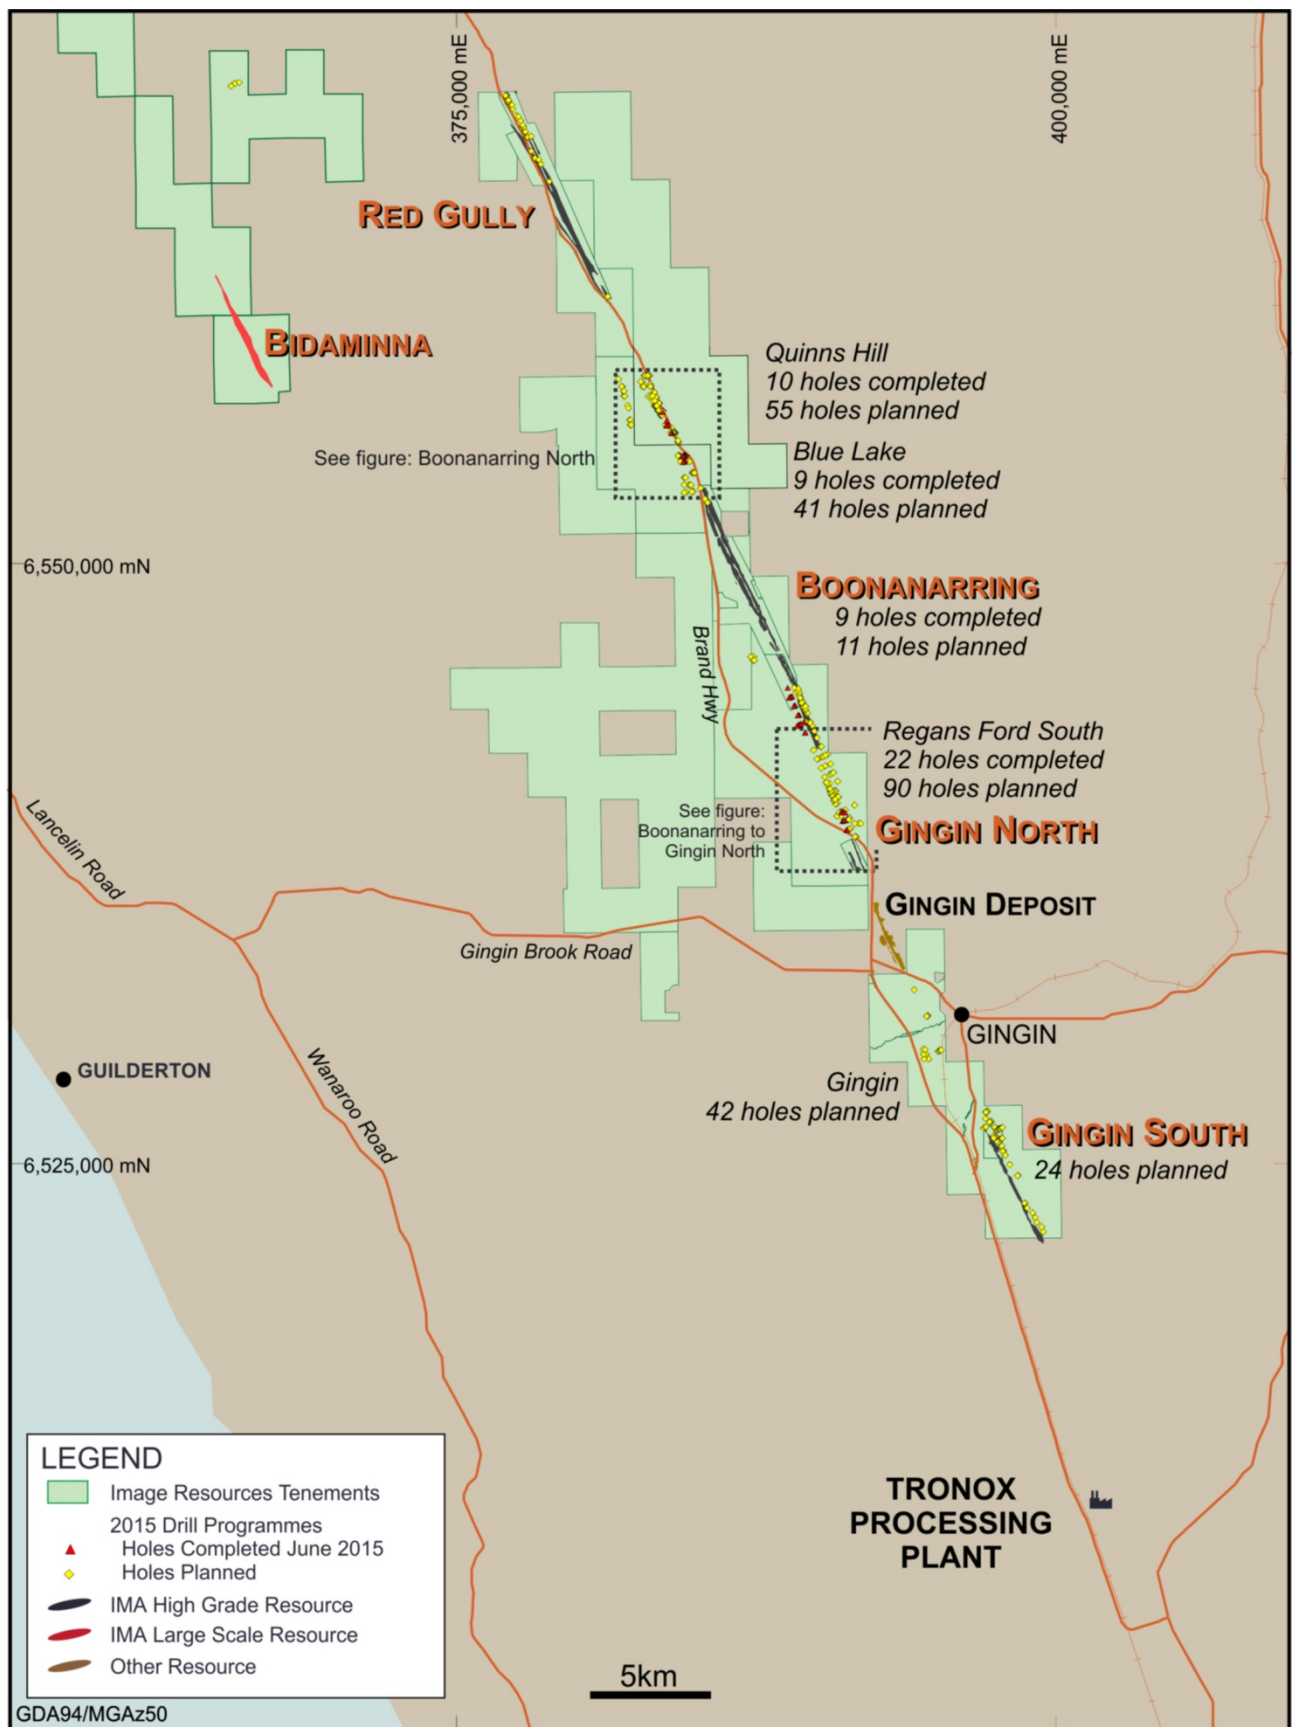 375,000 mE
400,000 mE
RED GULLY
BIDAMINNA
Quinns Hill
10 holes completed
55 holes planned
See figure: Boonanarring North
Blue Lake
9 holes completed
41 holes planned
6,550,000 mN
BOONANARRING
9 holes completed
11 holes planned
Brand Hwy
Regans Ford South
22 holes completed
90 holes planned
See figure:
Boonanarring to
Gingin North
GINGIN NORTH
Lancelin Road
GINGIN DEPOSIT
Gingin Brook Road
GINGIN
GUILDERTON
Wanaroo Road
Gingin
42 holes planned
GINGIN SOUTH
24 holes planned
6,525,000 mN
LEGEND
Image Resources Tenements
2015 Drill Programmes
Holes Completed June 2015
Holes Planned
IMA High Grade Resource
IMA Large Scale Resource
Other Resource
TRONOX
PROCESSING
PLANT
5km
GDA94/MGAz50